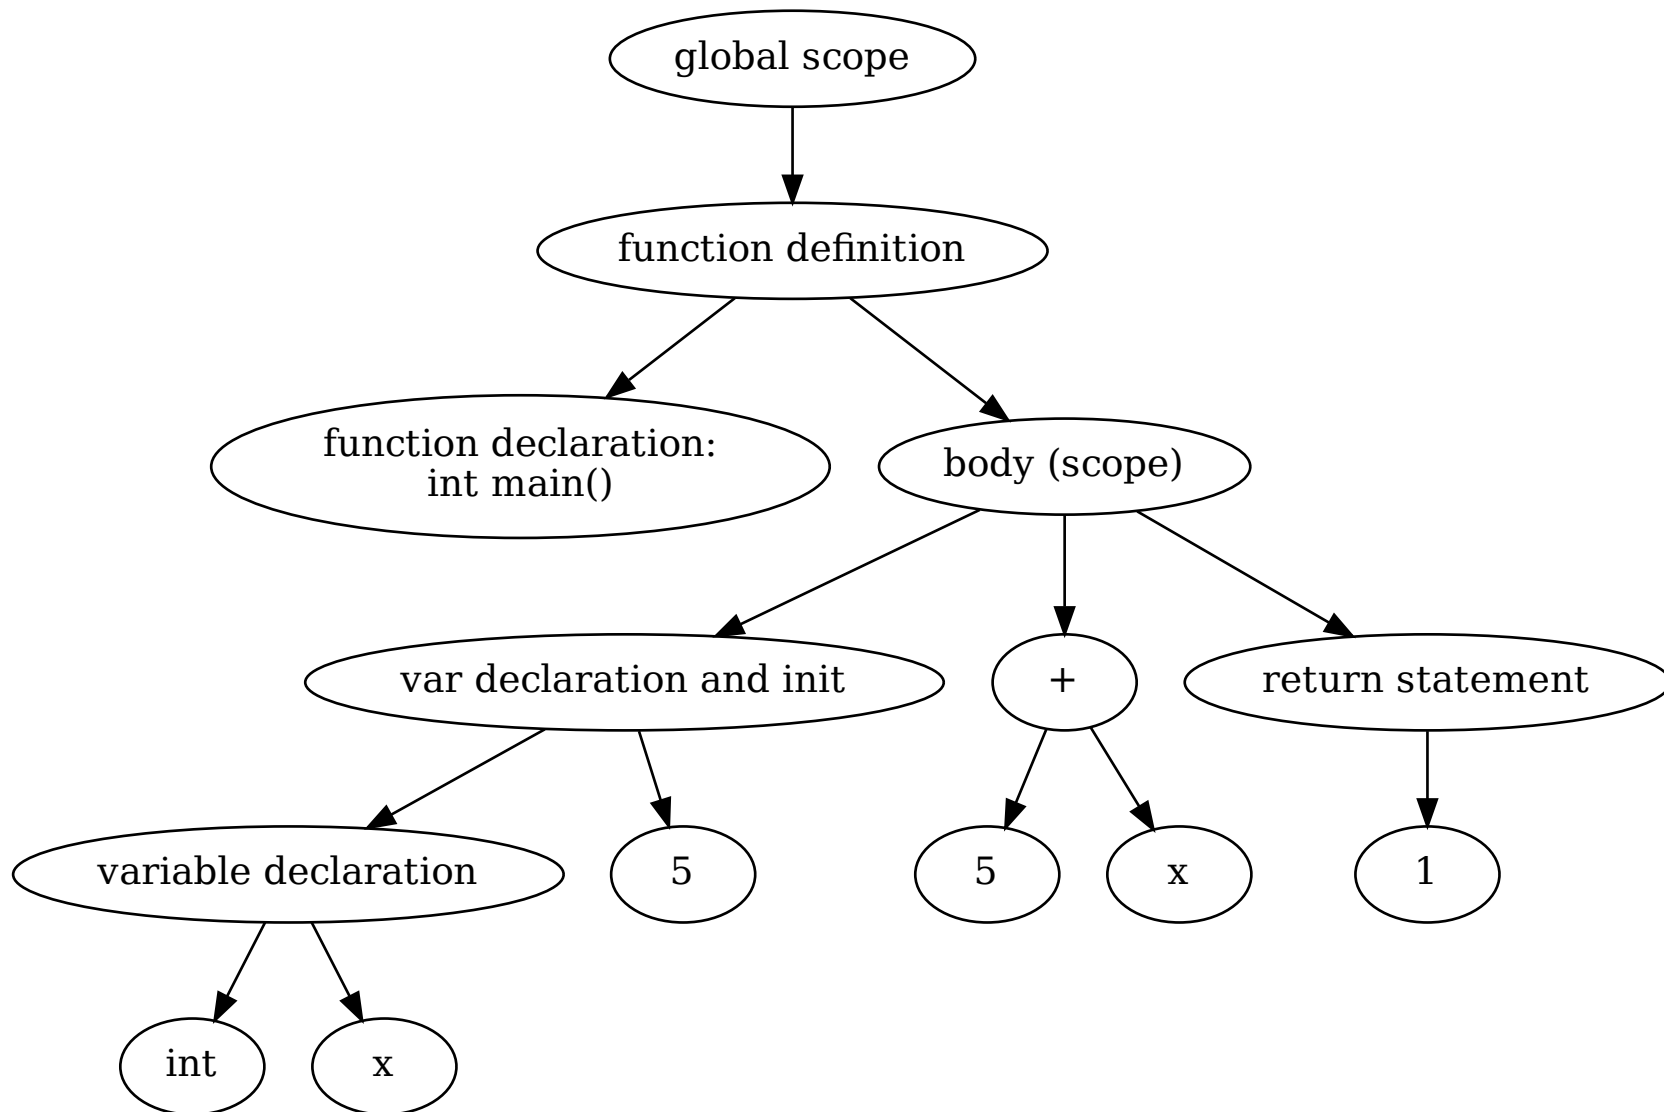 global scope
function definition
function declaration:
int main()
body (scope)
var declaration and init
+
return statement
variable declaration
5
5
x
1
int
x